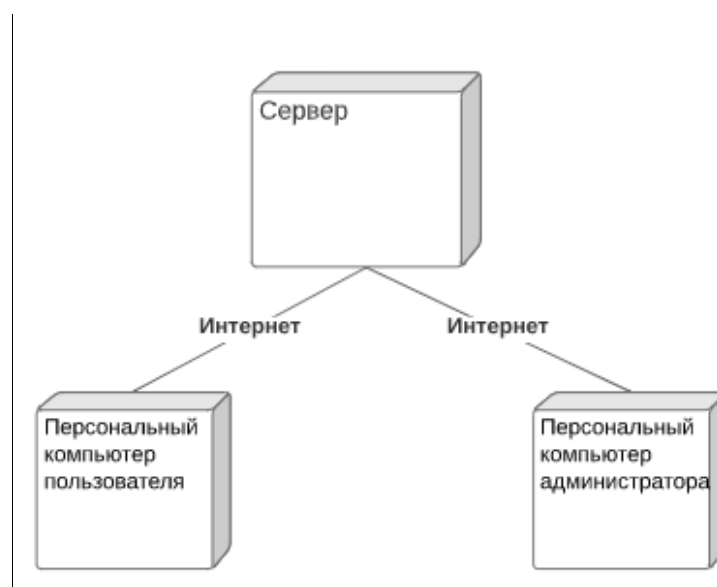 Сервер
Интернет
Интернет
Персональный
компьютер
пользователя
Персональный
компьютер
администратора